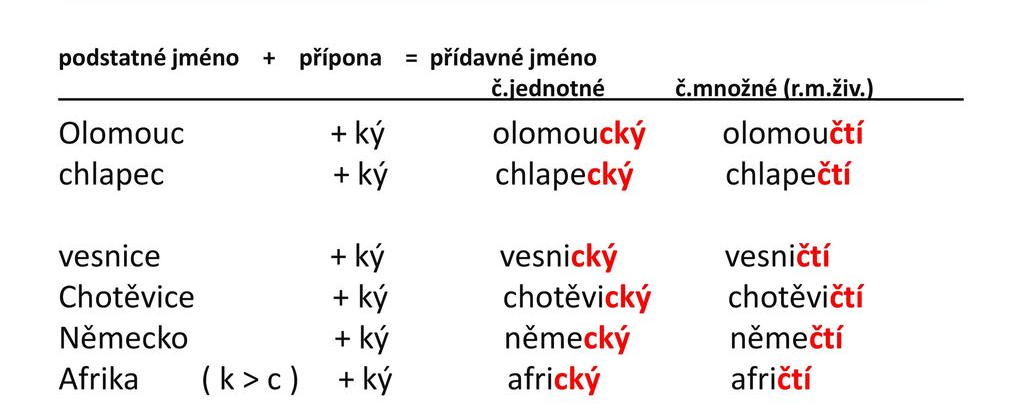 podstatné jméno + přípona = přídavné jméno
č.jednotné č.množné (r.m.živ.)
Olomouc + ký olomoucký olomoučtí
chlapec + ký chlapecký chlapečtí
vesnice + ký vesnický vesničtí
Chotěvice + ký chotěvický chotěvičtí
Německo + ký německý němečtí
Afrika ( k > c ) + ký africký afričtí